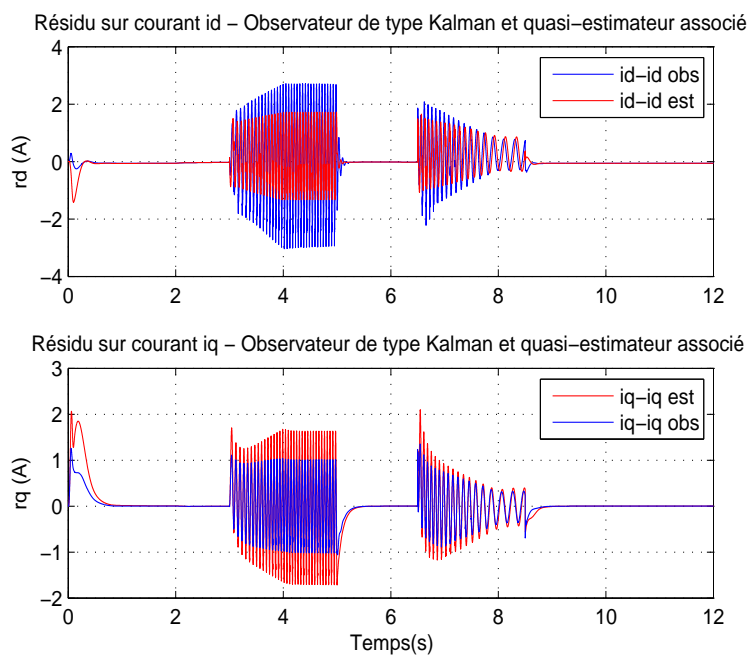 Résidu sur courant id − Observateur de type Kalman et quasi−estimateur associé
4
2
0
−2
−4
rd (A)
id−id obs
id−id est
0 2 4 6 8 10 12
Résidu sur courant iq − Observateur de type Kalman et quasi−estimateur associé
3
2
1
0
−1
−2
rq (A)
iq−iq est
iq−iq obs
0 2 4 6 8 10 12
Temps(s)